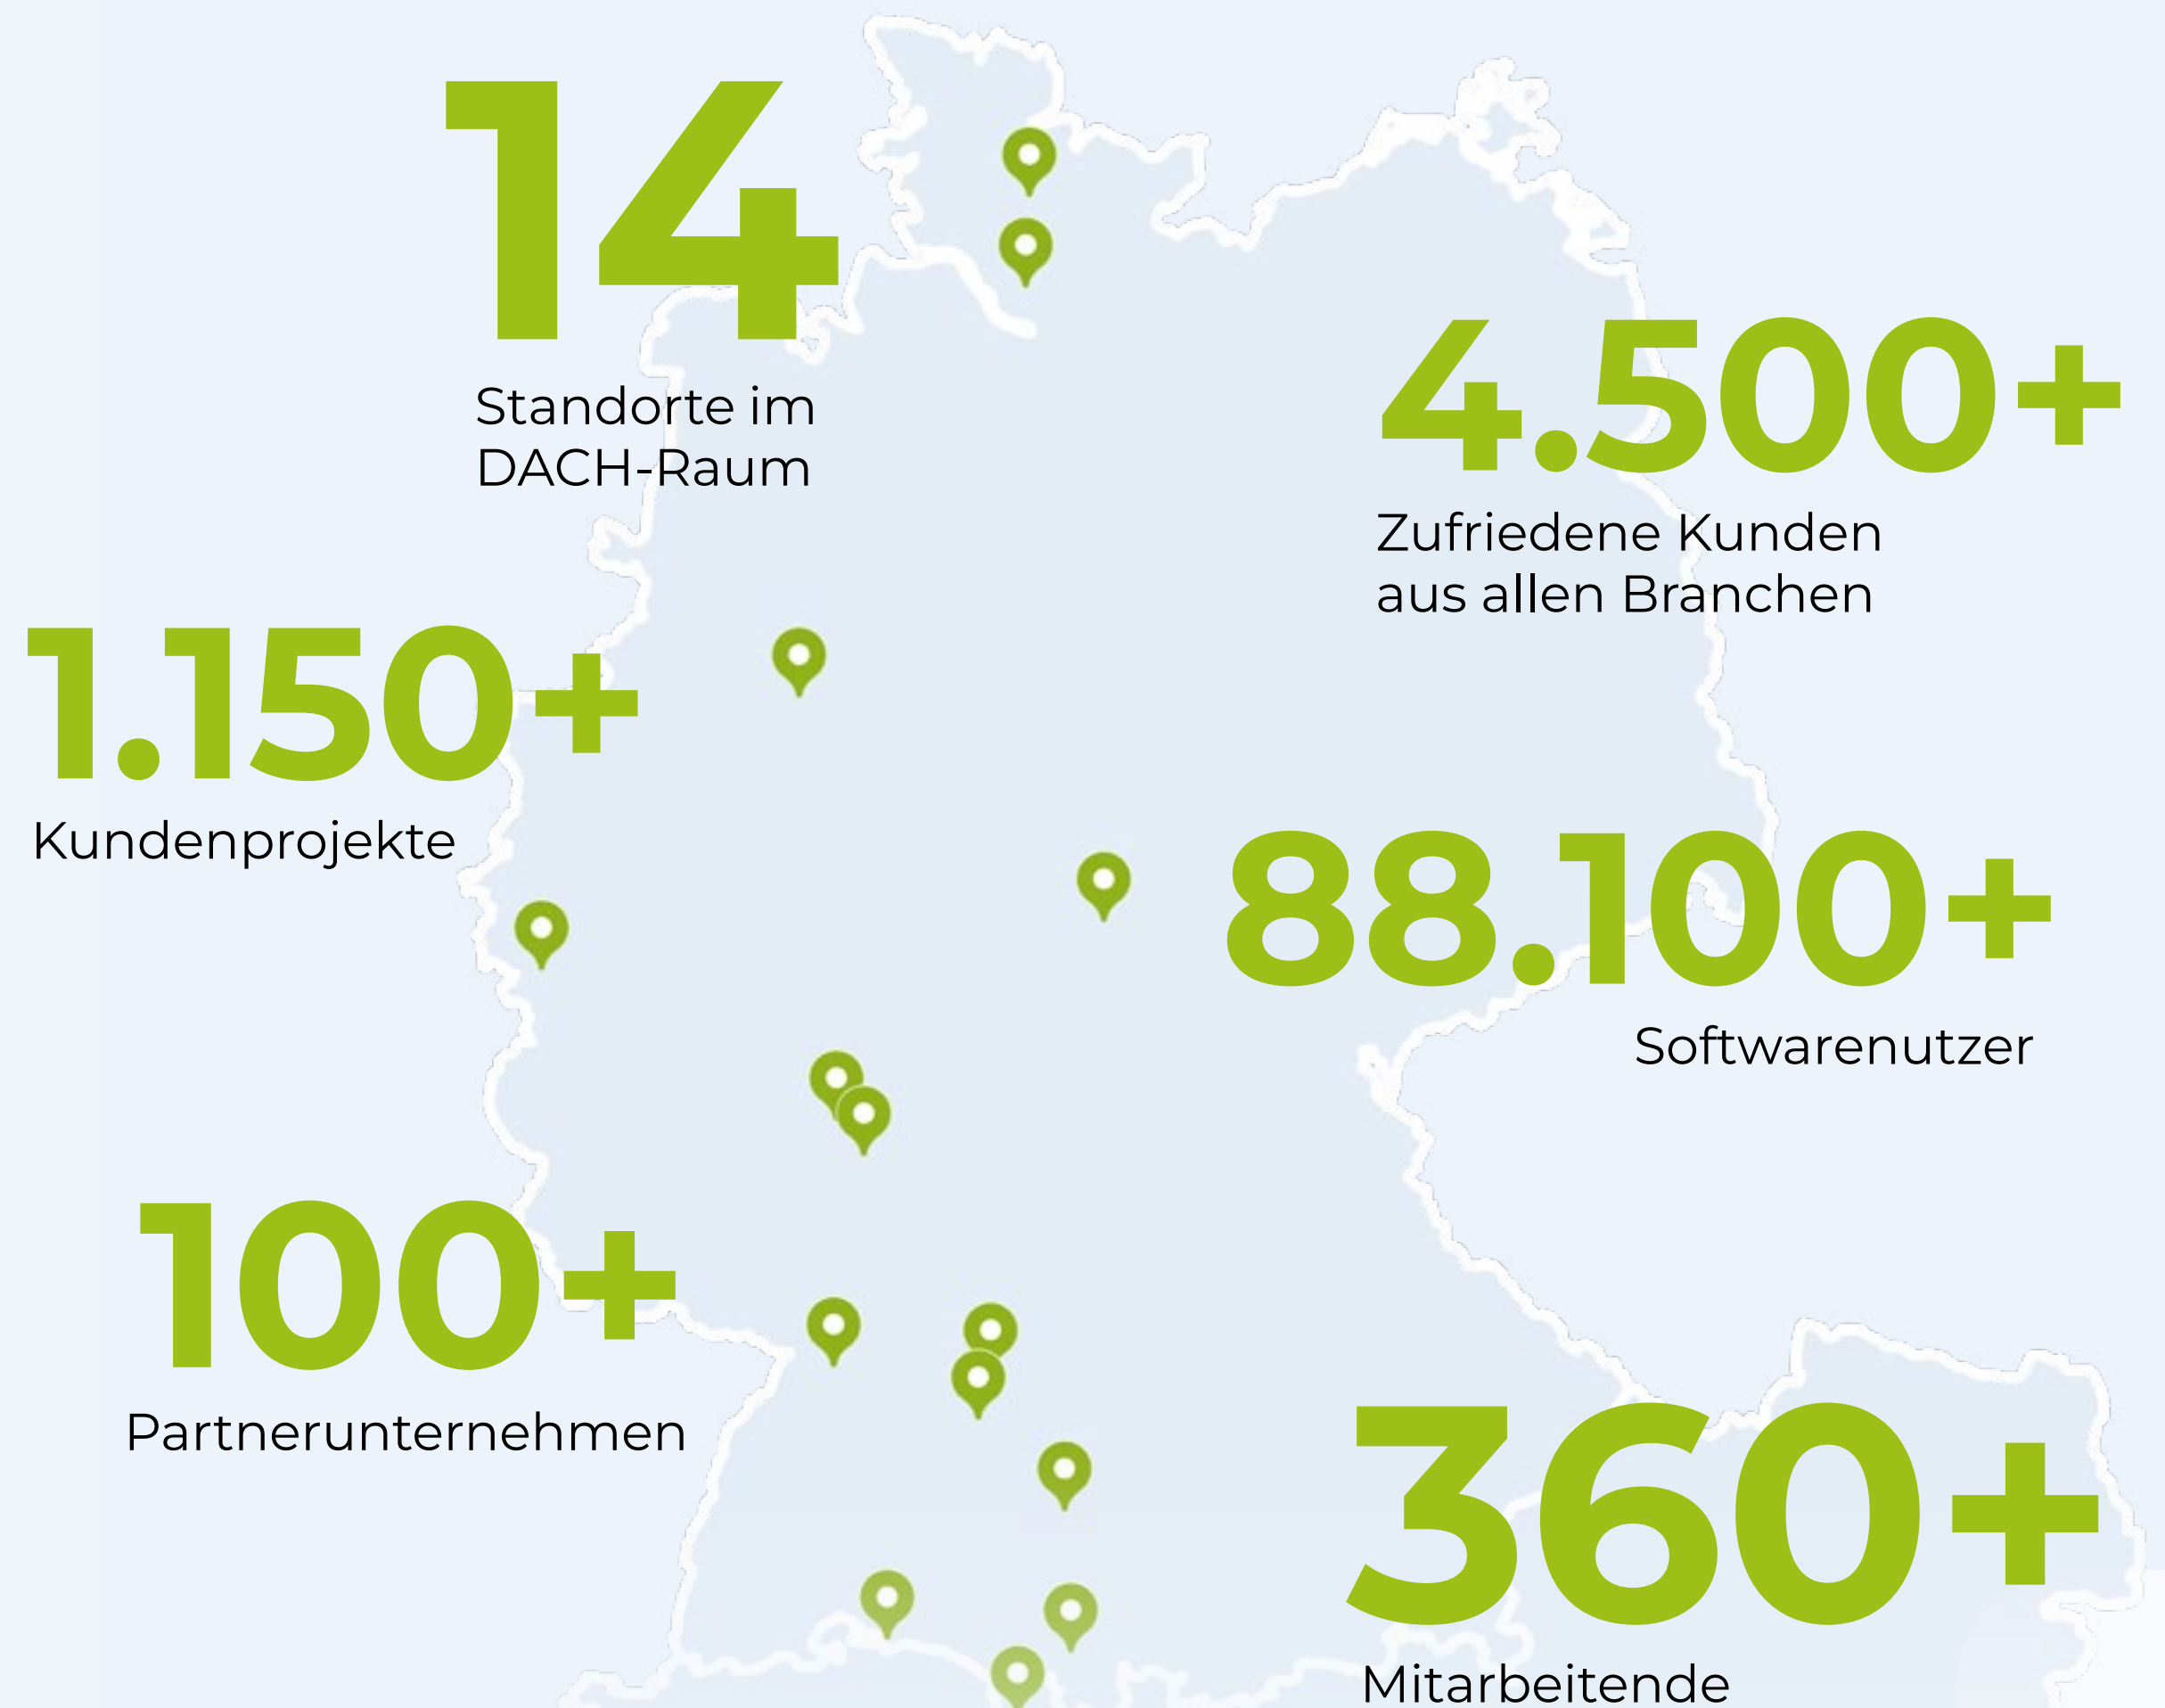 14
Standorte im
DACH-Raum
4.500+
Zufriedene Kunden
aus allen Branchen
1.150+
Kundenprojekte
88.100+
Softwarenutzer
100+
Partnerunternehmen
360+
Mitarbeitende